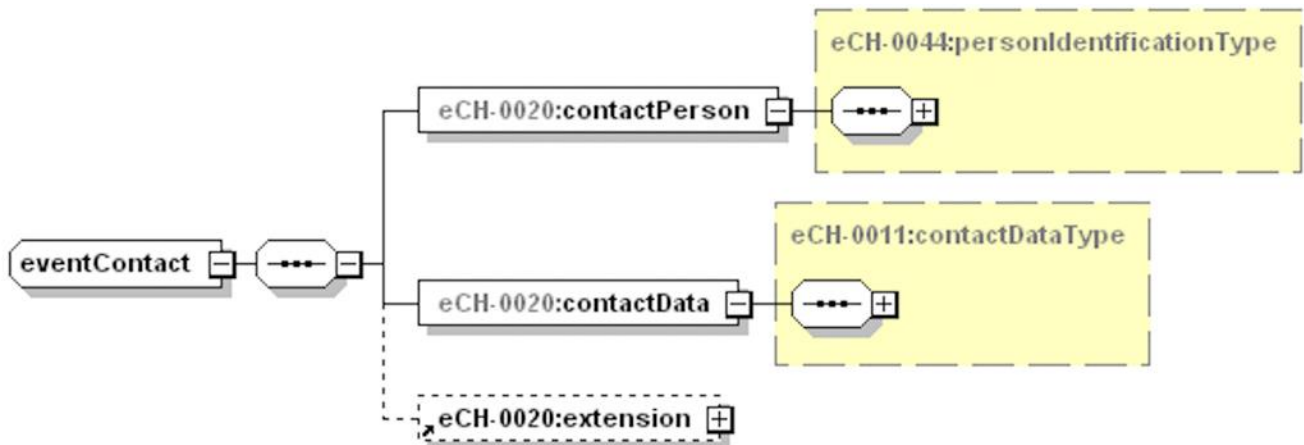 eCH-0044:personIdentificationType
eCH-0020:contactPerson
eCH-0011:contactDataType
eventContact
eCH-0020:contactData
eCH-0020:extension